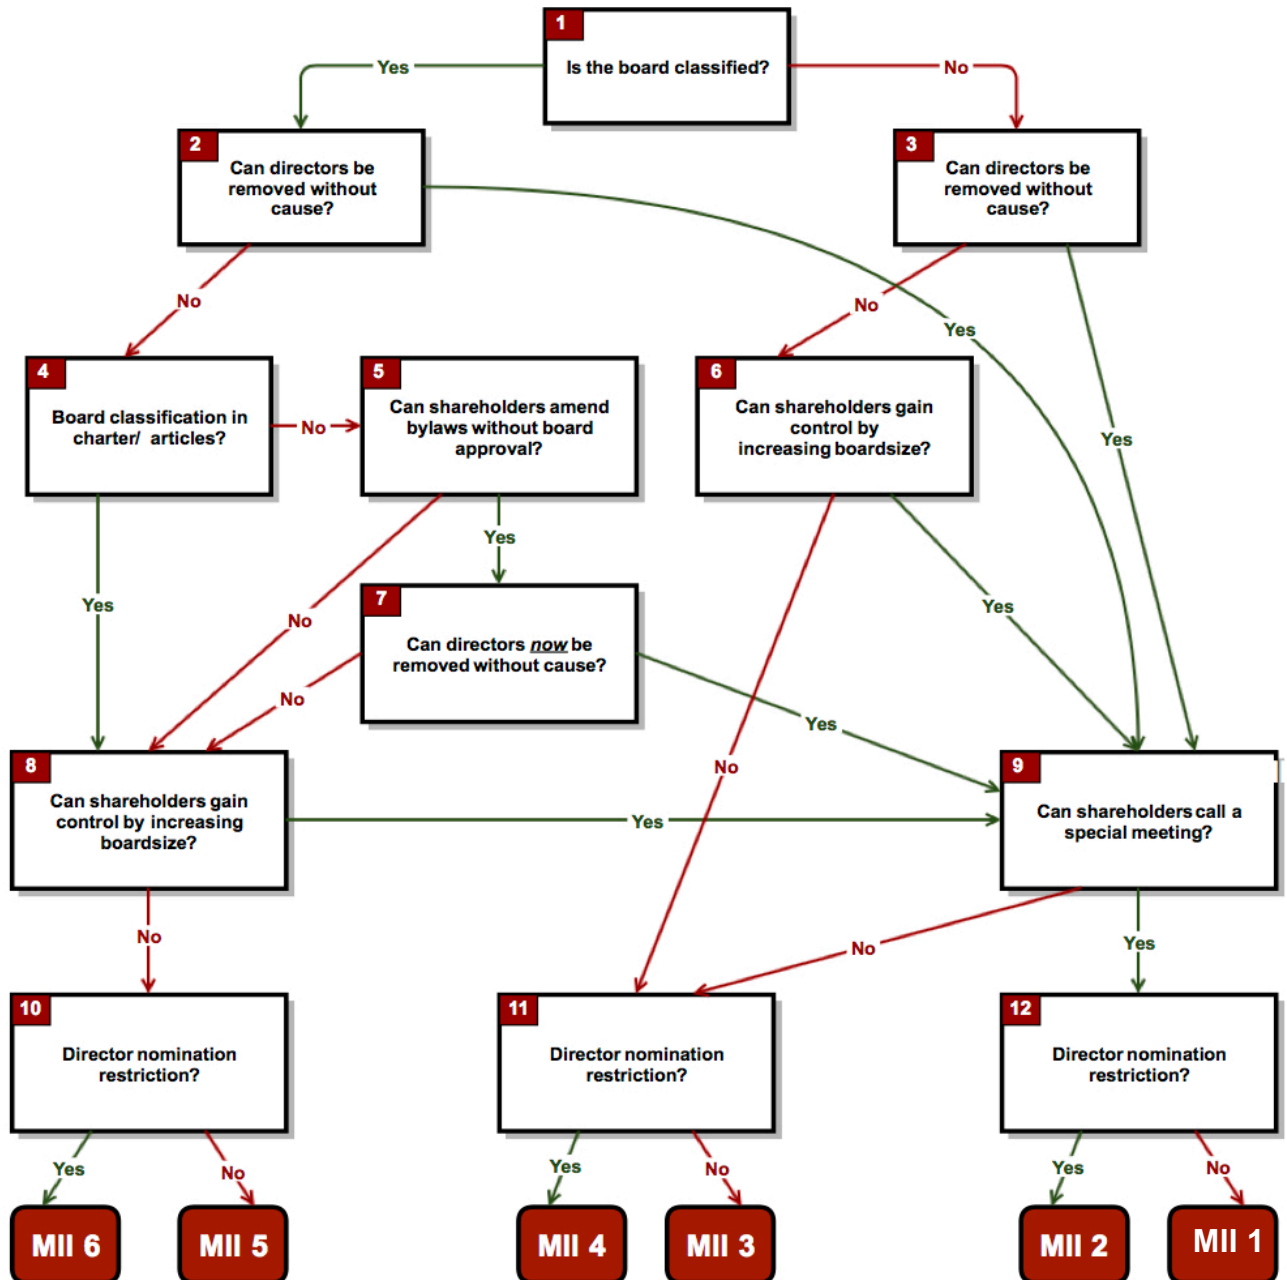 1
Is the board classified?
Yes
No
2
Can directors be
removed without
cause?
3
Can directors be
removed without
cause?
No
No
Yes
4
Board classification in
charter/ articles?
No
5
Can shareholders amend
bylaws without board
approval?
6
Can shareholders gain
control by
increasing boardsize?
Yes
Yes
Yes
No
Yes
7
Can directors now be
removed without cause?
No
Yes
No
8
Can shareholders gain
control by increasing
boardsize?
Yes
9
Can shareholders call a
special meeting?
No
No
Yes
10
Director nomination
restriction?
11
Director nomination
restriction?
12
Director nomination
restriction?
Yes
No
Yes
No
Yes
No
MII 6
MII 5
MII 4
MII 3
MII 2
MII 1